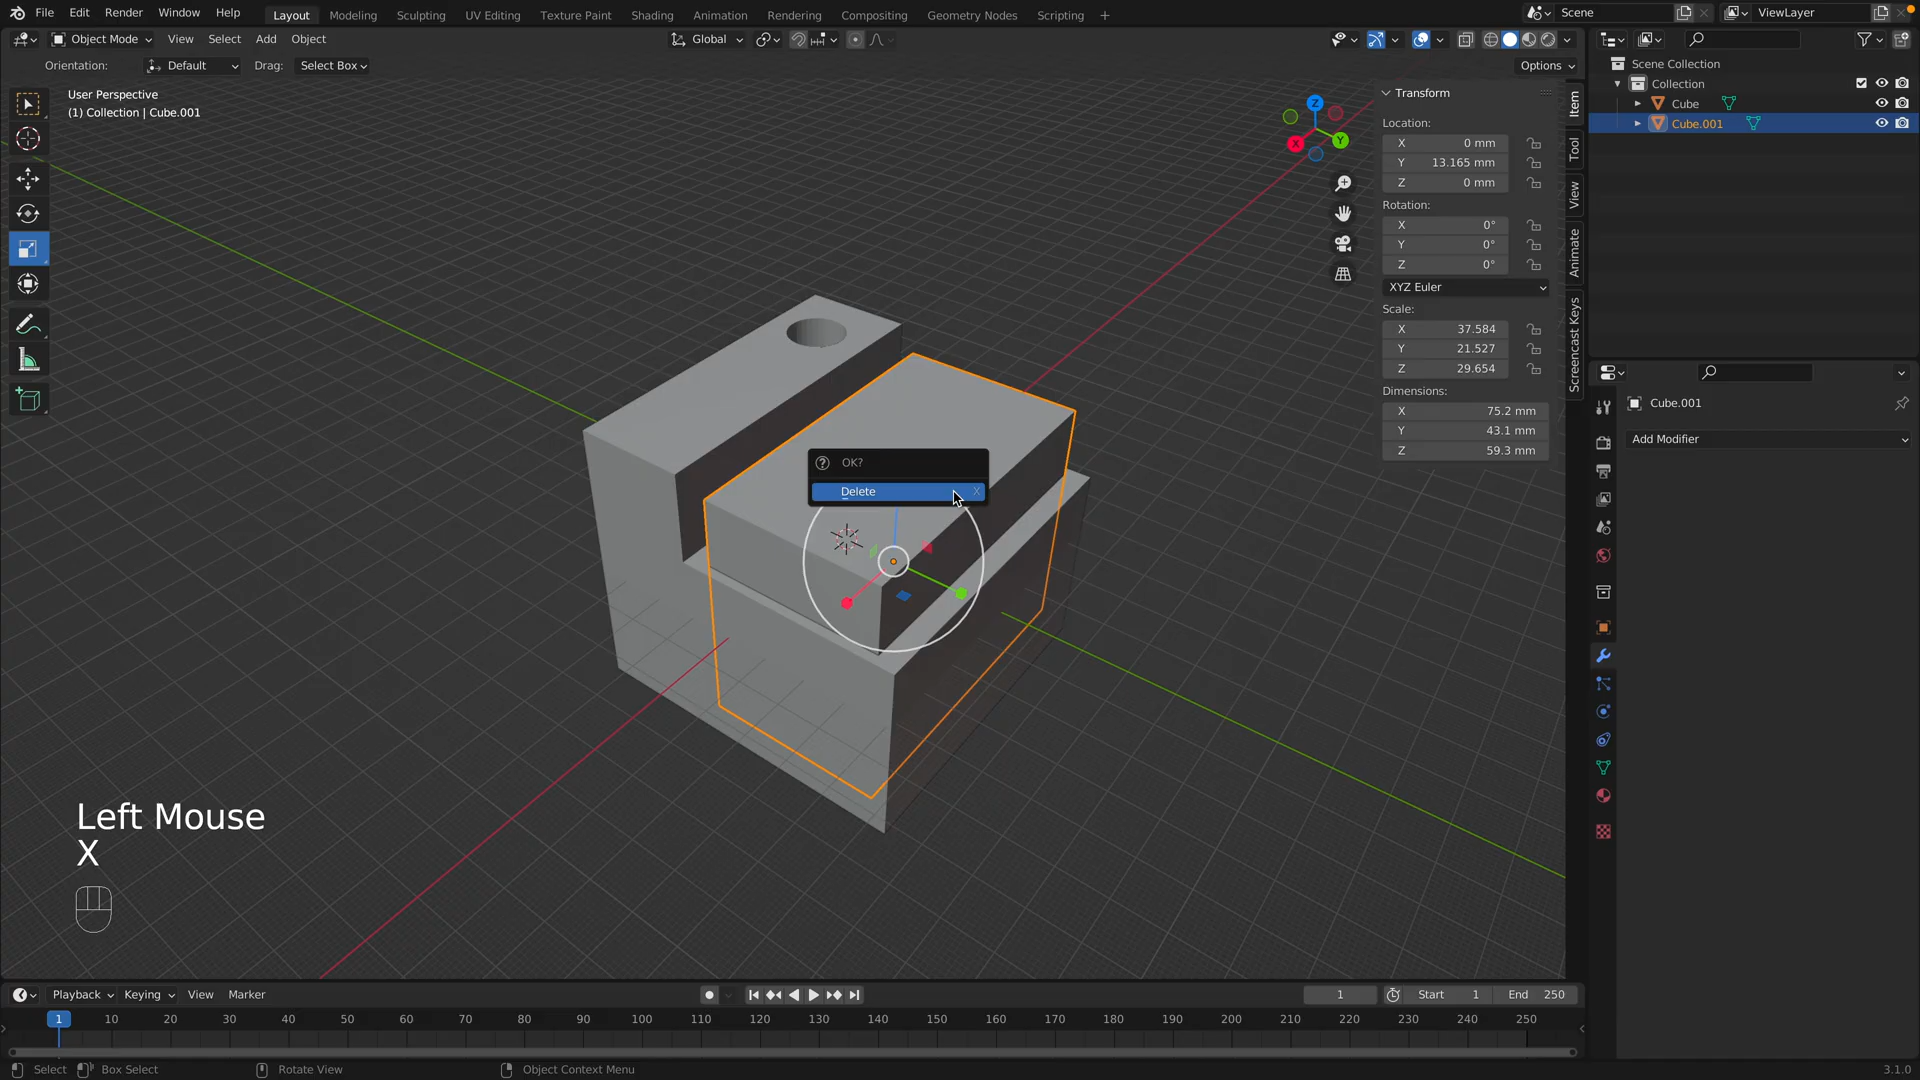 File Edit Render Window Help Layout Modeling Sculpting UV Editing Texture Paint Shading Animation Rendering Compositing Geometry Nodes Scripting + Scene ViewLayer
Object Mode View Select Add Object Global
Orientation: Default Drag: Select Box Options
User Perspective
(1) Collection | Cube.001
Z
Y
X
Transform
Location:
X 0 mm
Y 13.165 mm
Z 0 mm
Rotation:
X 0°
Y 0°
Z 0°
XYZ Euler
Scale:
X 37.584
Y 21.527
Z 29.654
Dimensions:
X 75.2 mm
Y 43.1 mm
Z 59.3 mm
Item
Tool
View
Animate
Screencast Keys
Scene Collection
Collection
Cube
Cube.001
Cube.001
Add Modifier
OK?
Delete X
Left Mouse
X
Playback Keying View Marker 1 Start 1 End 250
1 10 20 30 40 50 60 70 80 90 100 110 120 130 140 150 160 170 180 190 200 210 220 230 240 250
Select Box Select Rotate View Object Context Menu 3.1.0